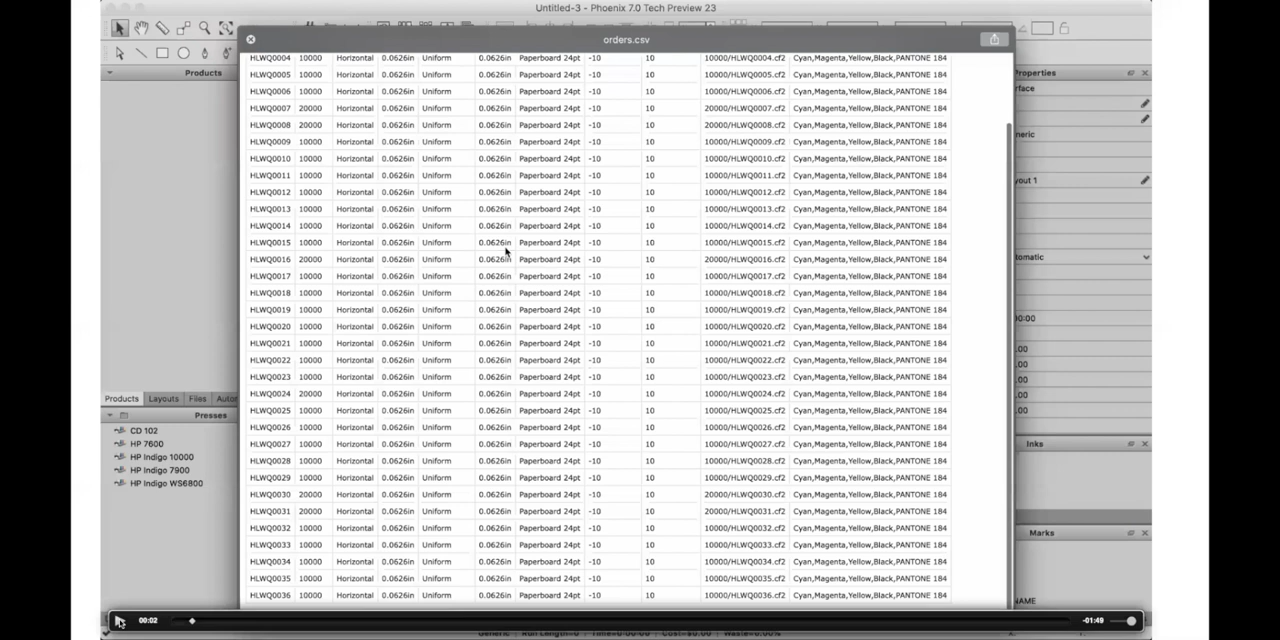 Untitled-3 - Phoenix 7.0 Tech Preview 23
orders.csv
Products
Properties
HLWQ0004 10000 Horizontal 0.0626in Uniform 0.0626in Paperboard 24pt -10 10 10000/HLWQ0004.cf2 Cyan,Magenta,Yellow,Black,PANTONE 184
HLWQ0005 10000 Horizontal 0.0626in Uniform 0.0626in Paperboard 24pt -10 10 10000/HLWQ0005.cf2 Cyan,Magenta,Yellow,Black,PANTONE 184
HLWQ0006 10000 Horizontal 0.0626in Uniform 0.0626in Paperboard 24pt -10 10 10000/HLWQ0006.cf2 Cyan,Magenta,Yellow,Black,PANTONE 184
HLWQ0007 20000 Horizontal 0.0626in Uniform 0.0626in Paperboard 24pt -10 10 20000/HLWQ0007.cf2 Cyan,Magenta,Yellow,Black,PANTONE 184
HLWQ0008 20000 Horizontal 0.0626in Uniform 0.0626in Paperboard 24pt -10 10 20000/HLWQ0008.cf2 Cyan,Magenta,Yellow,Black,PANTONE 184
HLWQ0009 10000 Horizontal 0.0626in Uniform 0.0626in Paperboard 24pt -10 10 10000/HLWQ0009.cf2 Cyan,Magenta,Yellow,Black,PANTONE 184
HLWQ0010 10000 Horizontal 0.0626in Uniform 0.0626in Paperboard 24pt -10 10 10000/HLWQ0010.cf2 Cyan,Magenta,Yellow,Black,PANTONE 184
HLWQ0011 10000 Horizontal 0.0626in Uniform 0.0626in Paperboard 24pt -10 10 10000/HLWQ0011.cf2 Cyan,Magenta,Yellow,Black,PANTONE 184
HLWQ0012 10000 Horizontal 0.0626in Uniform 0.0626in Paperboard 24pt -10 10 10000/HLWQ0012.cf2 Cyan,Magenta,Yellow,Black,PANTONE 184
HLWQ0013 10000 Horizontal 0.0626in Uniform 0.0626in Paperboard 24pt -10 10 10000/HLWQ0013.cf2 Cyan,Magenta,Yellow,Black,PANTONE 184
HLWQ0014 10000 Horizontal 0.0626in Uniform 0.0626in Paperboard 24pt -10 10 10000/HLWQ0014.cf2 Cyan,Magenta,Yellow,Black,PANTONE 184
HLWQ0015 10000 Horizontal 0.0626in Uniform 0.0626in Paperboard 24pt -10 10 10000/HLWQ0015.cf2 Cyan,Magenta,Yellow,Black,PANTONE 184
HLWQ0016 20000 Horizontal 0.0626in Uniform 0.0626in Paperboard 24pt -10 10 20000/HLWQ0016.cf2 Cyan,Magenta,Yellow,Black,PANTONE 184
HLWQ0017 10000 Horizontal 0.0626in Uniform 0.0626in Paperboard 24pt -10 10 10000/HLWQ0017.cf2 Cyan,Magenta,Yellow,Black,PANTONE 184
HLWQ0018 10000 Horizontal 0.0626in Uniform 0.0626in Paperboard 24pt -10 10 10000/HLWQ0018.cf2 Cyan,Magenta,Yellow,Black,PANTONE 184
HLWQ0019 10000 Horizontal 0.0626in Uniform 0.0626in Paperboard 24pt -10 10 10000/HLWQ0019.cf2 Cyan,Magenta,Yellow,Black,PANTONE 184
HLWQ0020 10000 Horizontal 0.0626in Uniform 0.0626in Paperboard 24pt -10 10 10000/HLWQ0020.cf2 Cyan,Magenta,Yellow,Black,PANTONE 184
HLWQ0021 10000 Horizontal 0.0626in Uniform 0.0626in Paperboard 24pt -10 10 10000/HLWQ0021.cf2 Cyan,Magenta,Yellow,Black,PANTONE 184
HLWQ0022 10000 Horizontal 0.0626in Uniform 0.0626in Paperboard 24pt -10 10 10000/HLWQ0022.cf2 Cyan,Magenta,Yellow,Black,PANTONE 184
HLWQ0023 10000 Horizontal 0.0626in Uniform 0.0626in Paperboard 24pt -10 10 10000/HLWQ0023.cf2 Cyan,Magenta,Yellow,Black,PANTONE 184
HLWQ0024 20000 Horizontal 0.0626in Uniform 0.0626in Paperboard 24pt -10 10 20000/HLWQ0024.cf2 Cyan,Magenta,Yellow,Black,PANTONE 184
HLWQ0025 10000 Horizontal 0.0626in Uniform 0.0626in Paperboard 24pt -10 10 10000/HLWQ0025.cf2 Cyan,Magenta,Yellow,Black,PANTONE 184
HLWQ0026 10000 Horizontal 0.0626in Uniform 0.0626in Paperboard 24pt -10 10 10000/HLWQ0026.cf2 Cyan,Magenta,Yellow,Black,PANTONE 184
HLWQ0027 10000 Horizontal 0.0626in Uniform 0.0626in Paperboard 24pt -10 10 10000/HLWQ0027.cf2 Cyan,Magenta,Yellow,Black,PANTONE 184
HLWQ0028 10000 Horizontal 0.0626in Uniform 0.0626in Paperboard 24pt -10 10 10000/HLWQ0028.cf2 Cyan,Magenta,Yellow,Black,PANTONE 184
HLWQ0029 10000 Horizontal 0.0626in Uniform 0.0626in Paperboard 24pt -10 10 10000/HLWQ0029.cf2 Cyan,Magenta,Yellow,Black,PANTONE 184
HLWQ0030 20000 Horizontal 0.0626in Uniform 0.0626in Paperboard 24pt -10 10 20000/HLWQ0030.cf2 Cyan,Magenta,Yellow,Black,PANTONE 184
HLWQ0031 20000 Horizontal 0.0626in Uniform 0.0626in Paperboard 24pt -10 10 20000/HLWQ0031.cf2 Cyan,Magenta,Yellow,Black,PANTONE 184
HLWQ0032 10000 Horizontal 0.0626in Uniform 0.0626in Paperboard 24pt -10 10 10000/HLWQ0032.cf2 Cyan,Magenta,Yellow,Black,PANTONE 184
HLWQ0033 10000 Horizontal 0.0626in Uniform 0.0626in Paperboard 24pt -10 10 10000/HLWQ0033.cf2 Cyan,Magenta,Yellow,Black,PANTONE 184
HLWQ0034 10000 Horizontal 0.0626in Uniform 0.0626in Paperboard 24pt -10 10 10000/HLWQ0034.cf2 Cyan,Magenta,Yellow,Black,PANTONE 184
HLWQ0035 10000 Horizontal 0.0626in Uniform 0.0626in Paperboard 24pt -10 10 10000/HLWQ0035.cf2 Cyan,Magenta,Yellow,Black,PANTONE 184
HLWQ0036 10000 Horizontal 0.0626in Uniform 0.0626in Paperboard 24pt -10 10 10000/HLWQ0036.cf2 Cyan,Magenta,Yellow,Black,PANTONE 184
Products Layouts Files Autor
Presses
CD 102
HP 7600
HP Indigo 10000
HP Indigo 7900
HP Indigo WS6800
rface
neric
yout 1
tomatic
00:00
.00
.00
.00
.00
.00
Inks
Marks
NAME
00:02
-01:49